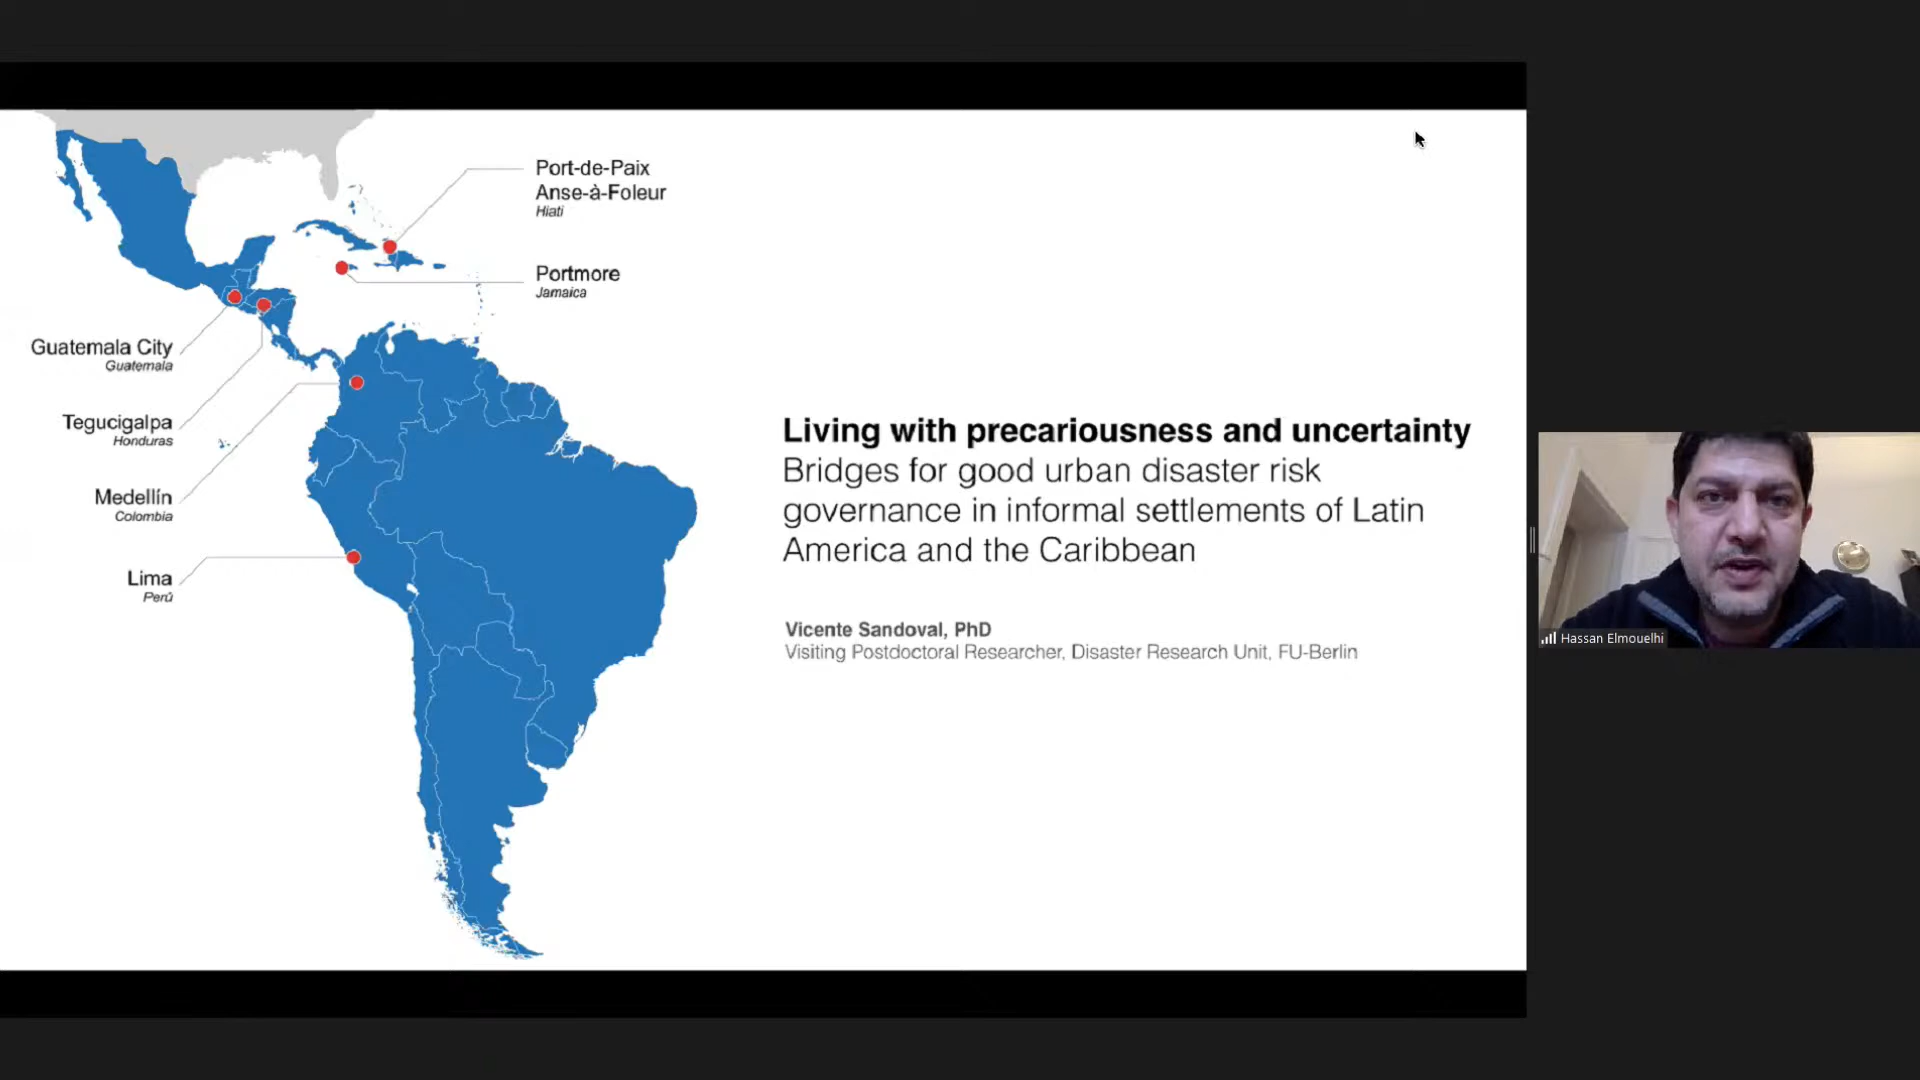 Port-de-Paix
Anse-à-Foleur
Hiati
Portmore
Jamaica
Guatemala City
Guatemala
Tegucigalpa
Honduras
Medellín
Colombia
Lima
Perú
Living with precariousness and uncertainty
Bridges for good urban disaster risk
governance in informal settlements of Latin
America and the Caribbean
Vicente Sandoval, PhD
Visiting Postdoctoral Researcher, Disaster Research Unit, FU-Berlin
Hassan Elmouelhi